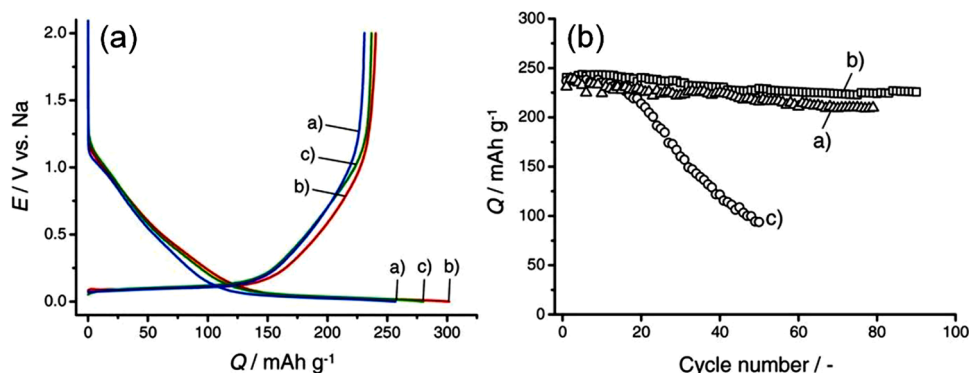 (a)
2.0
1.5
1.0
0.5
0.0
E / V vs. Na
a)
c)
b)
a) c) b)
0 50 100 150 200 250 300
Q / mAh g⁻¹
(b)
300
250
200
150
100
50
0
Q / mAh g⁻¹
b)
a)
c)
0 20 40 60 80 100
Cycle number / -